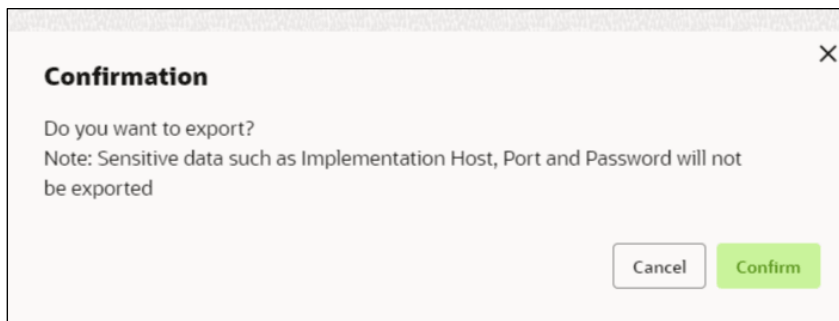 Confirmation
Do you want to export?
Note: Sensitive data such as Implementation Host, Port and Password will not
be exported
Cancel
Confirm